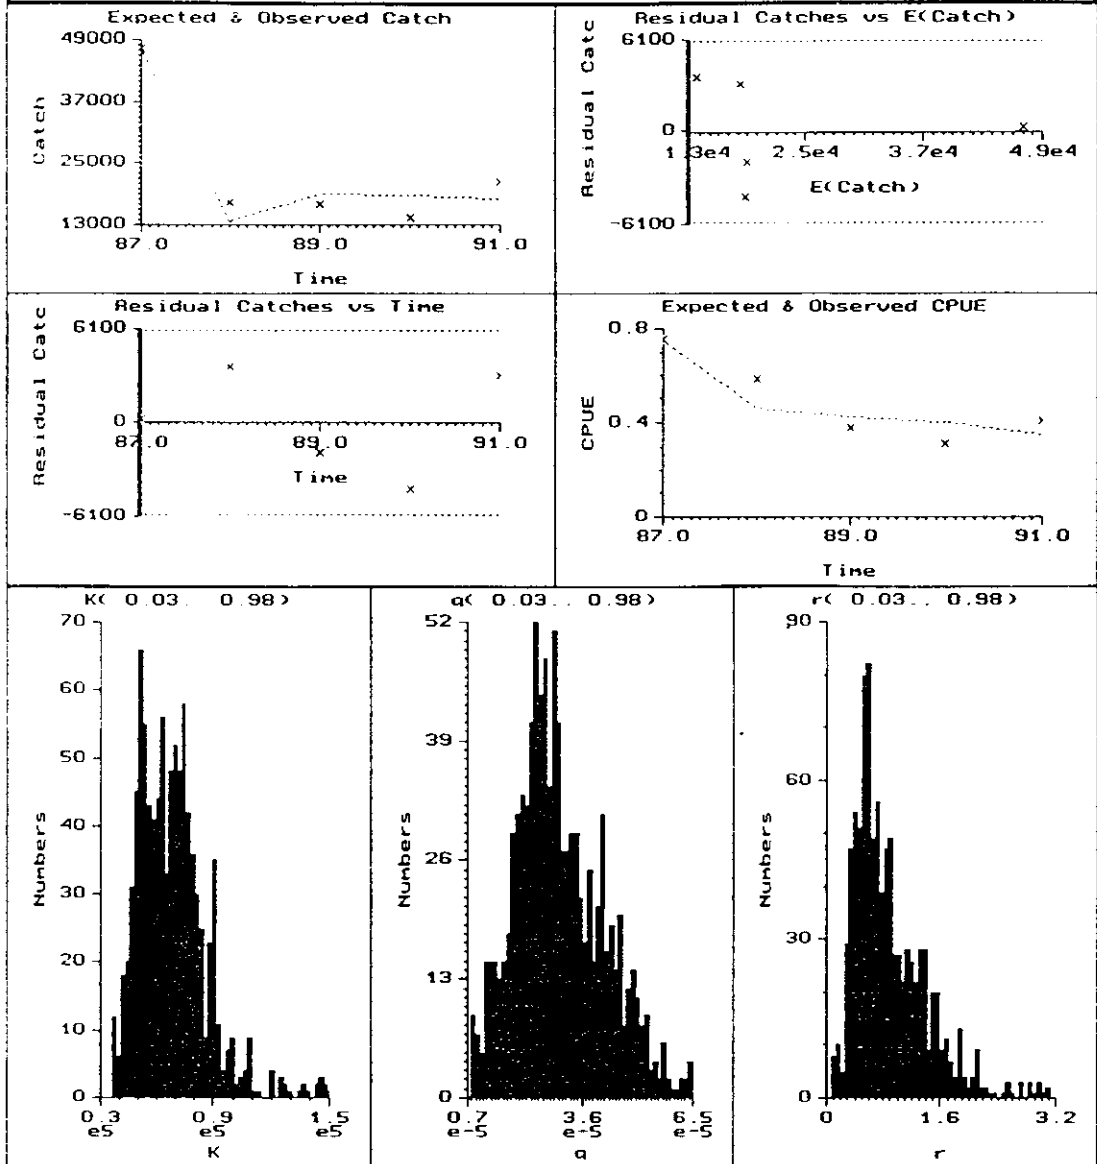 Expected & Observed Catch
49000
37000
25000
13000
Catch
87.0 89.0 91.0
Time
Residual Catches vs E(Catch)
6100
0
-6100
Residual Catc
1.3e4 2.5e4 3.7e4 4.9e4
E(Catch)
Residual Catches vs Time
6100
0
-6100
Residual Catc
87.0 89.0 91.0
Time
Expected & Observed CPUE
0.8
0.4
0
CPUE
87.0 89.0 91.0
Time
K( 0.03.. 0.98)
70
60
50
40
30
20
10
0
Numbers
0.3 0.9 1.5
e5 e5 e5
K
q( 0.03.. 0.98)
52
39
26
13
0
Numbers
0.7 3.6 6.5
e-5 e-5 e-5
q
r( 0.03.. 0.98)
90
60
30
0
Numbers
0 1.6 3.2
r